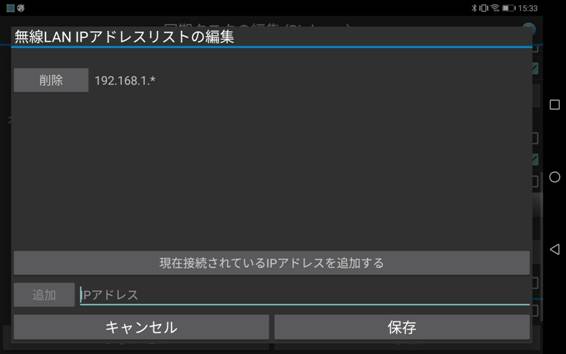 15:33
無線LAN IPアドレスリストの編集
削除 192.168.1.*
現在接続されているIPアドレスを追加する
追加 IPアドレス
キャンセル 保存